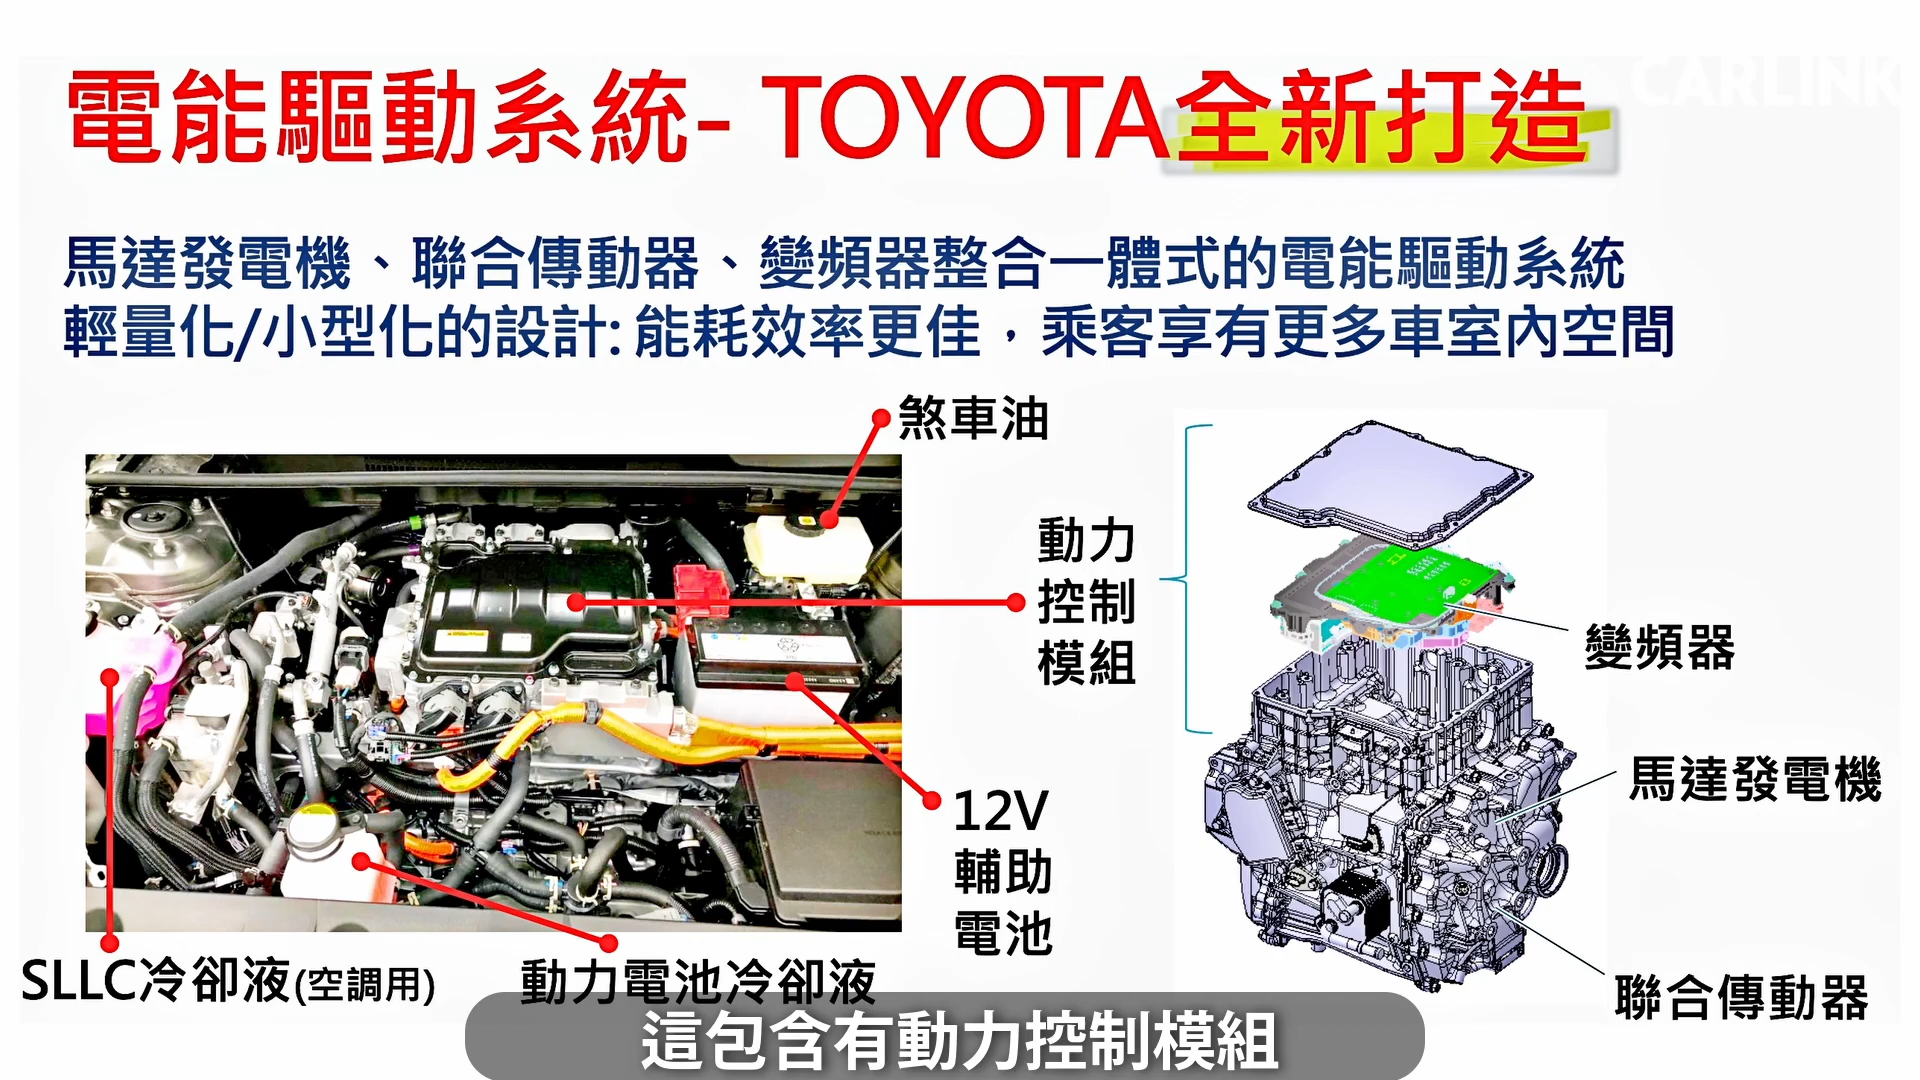 CARLINK
電能驅動系統- TOYOTA全新打造
馬達發電機、聯合傳動器、變頻器整合一體式的電能驅動系統
輕量化/小型化的設計: 能耗效率更佳，乘客享有更多車室內空間
煞車油
動力
控制
模組
變頻器
馬達發電機
12V
輔助
電池
聯合傳動器
SLLC冷卻液(空調用)
動力電池冷卻液
這包含有動力控制模組